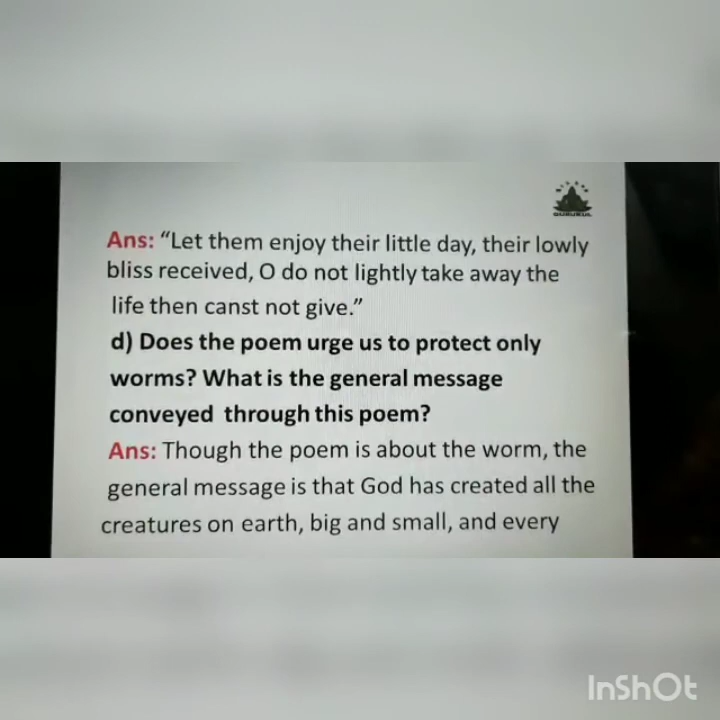 GURUKUL
Ans: “Let them enjoy their little day, their lowly
bliss received, O do not lightly take away the
life then canst not give.”
d) Does the poem urge us to protect only
worms? What is the general message
conveyed through this poem?
Ans: Though the poem is about the worm, the
general message is that God has created all the
creatures on earth, big and small, and every
InShOt